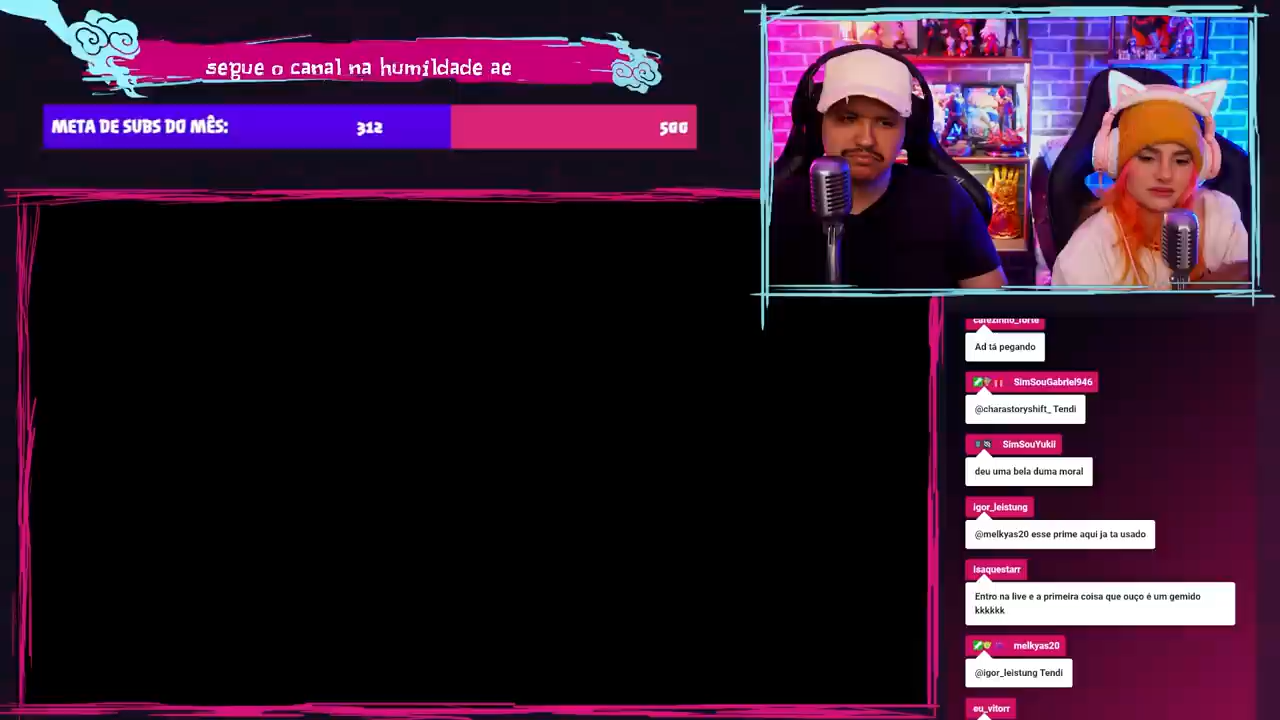 segue o canal na humildade ae
META DE SUBS DO MÊS: 312 500
cafezinho_forte
Ad tá pegando
SimSouGabriel946
@charastoryshift_ Tendi
SimSouYukii
deu uma bela duma moral
igor_leistung
@melkyas20 esse prime aqui ja ta usado
Isaquestarr
Entro na live e a primeira coisa que ouço é um gemido
kkkkkk
melkyas20
@igor_leistung Tendi
eu_vitorr